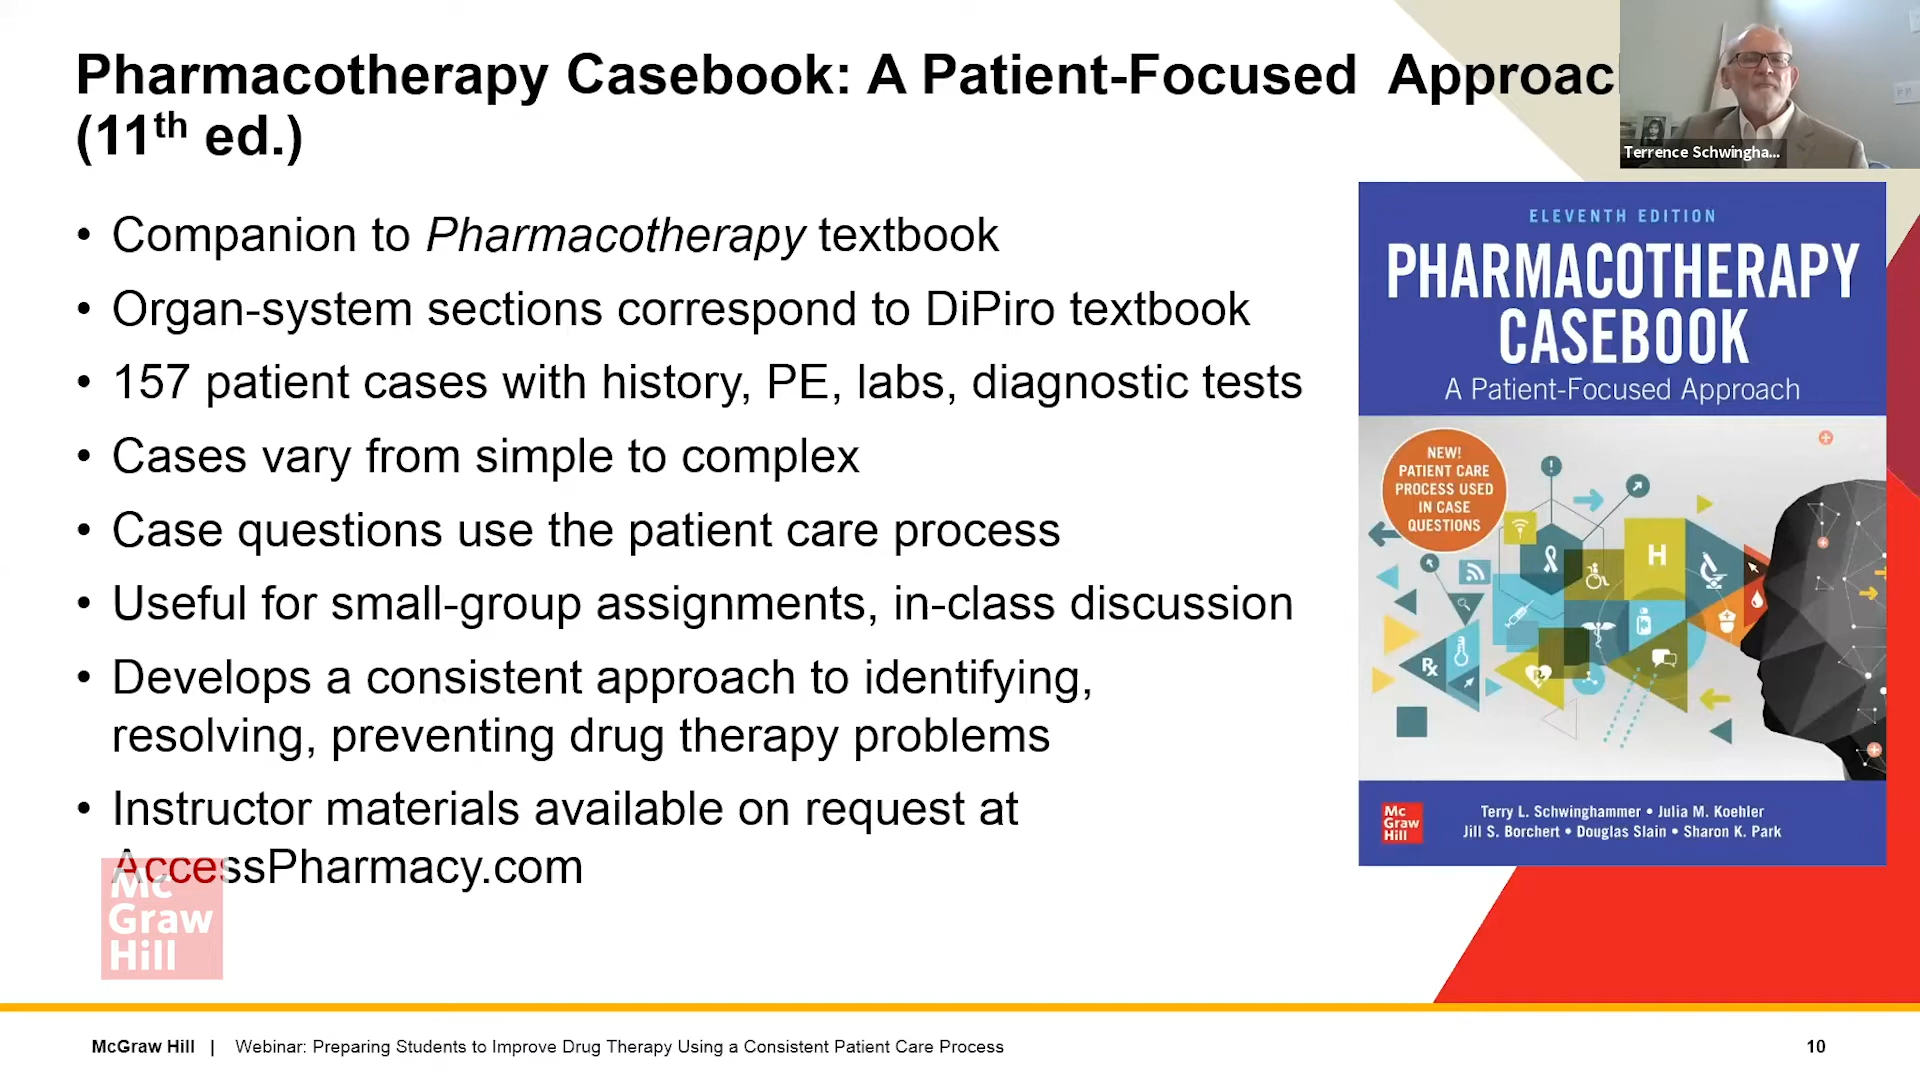 Pharmacotherapy Casebook: A Patient-Focused Approac
(11th ed.)
Terrence Schwingha...
• Companion to Pharmacotherapy textbook
• Organ-system sections correspond to DiPiro textbook
• 157 patient cases with history, PE, labs, diagnostic tests
• Cases vary from simple to complex
• Case questions use the patient care process
• Useful for small-group assignments, in-class discussion
• Develops a consistent approach to identifying,
resolving, preventing drug therapy problems
• Instructor materials available on request at
AccessPharmacy.com
Mc
Graw
Hill
ELEVENTH EDITION
PHARMACOTHERAPY
CASEBOOK
A Patient-Focused Approach
NEW!
PATIENT CARE
PROCESS USED
IN CASE
QUESTIONS
H
Rx
Mc
Graw
Hill
Terry L. Schwinghammer • Julia M. Koehler
Jill S. Borchert • Douglas Slain • Sharon K. Park
McGraw Hill | Webinar: Preparing Students to Improve Drug Therapy Using a Consistent Patient Care Process
10